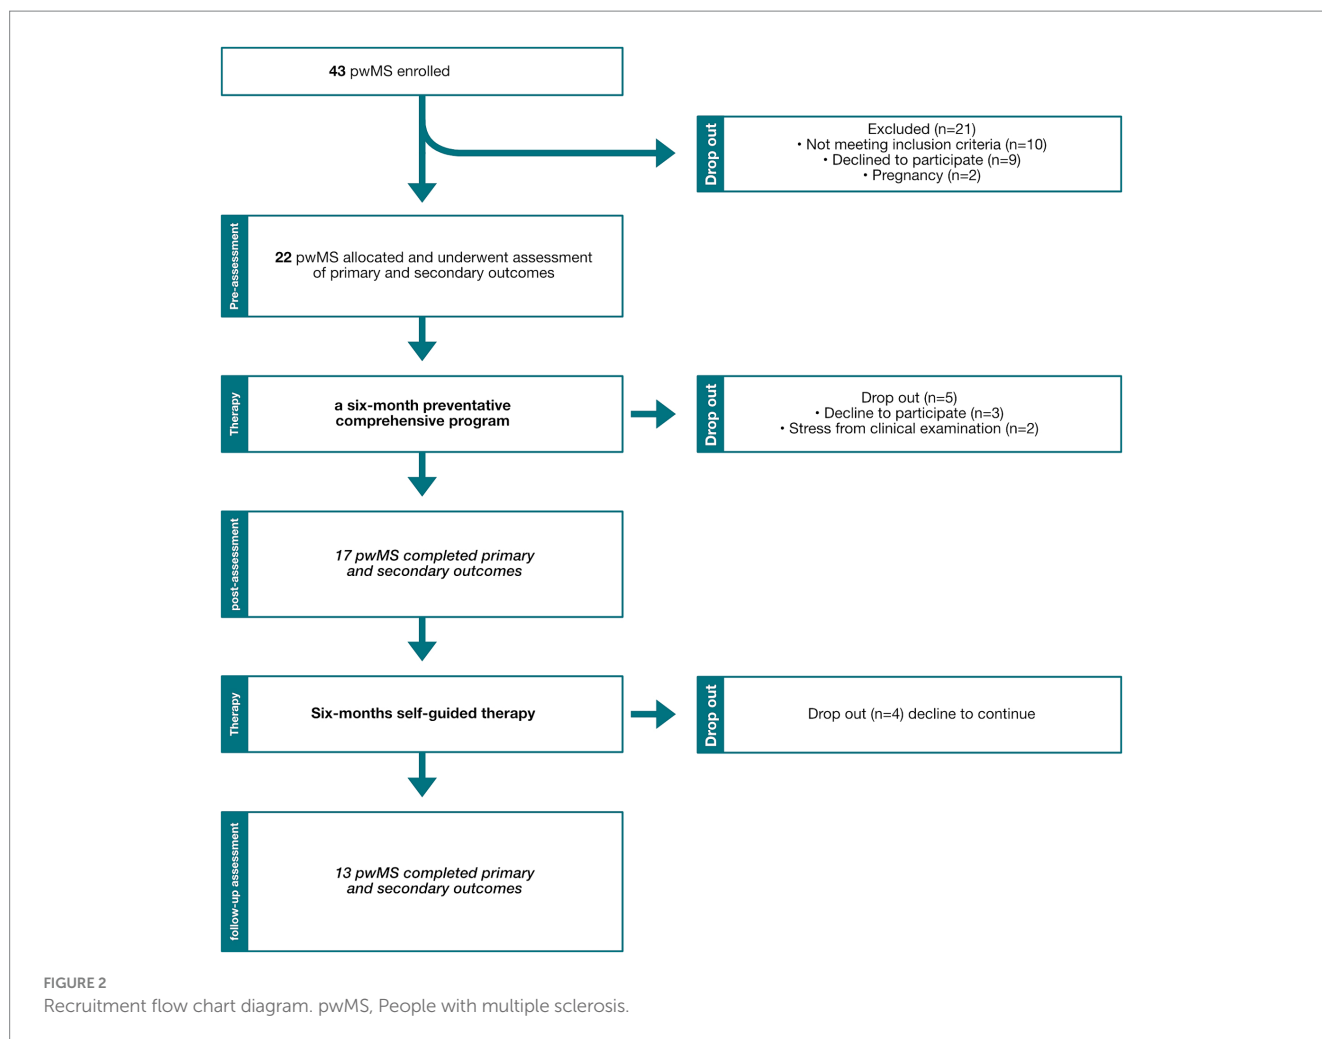 43 pwMS enrolled
Drop out
Excluded (n=21)
• Not meeting inclusion criteria (n=10)
• Declined to participate (n=9)
• Pregnancy (n=2)
Pre-assessment
22 pwMS allocated and underwent assessment
of primary and secondary outcomes
Therapy
a six-month preventative
comprehensive program
Drop out
Drop out (n=5)
• Decline to participate (n=3)
• Stress from clinical examination (n=2)
post-assessment
17 pwMS completed primary
and secondary outcomes
Therapy
Six-months self-guided therapy
Drop out
Drop out (n=4) decline to continue
follow-up assessment
13 pwMS completed primary
and secondary outcomes
FIGURE 2
Recruitment flow chart diagram. pwMS, People with multiple sclerosis.